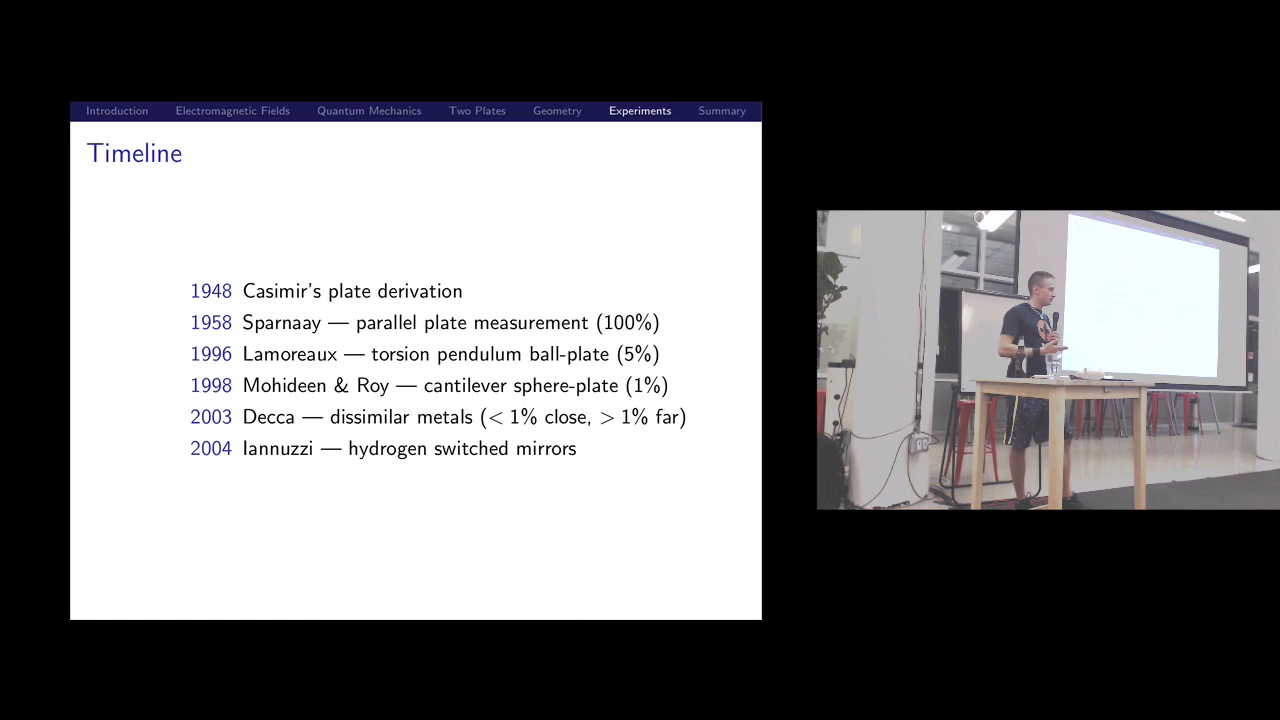 Introduction Electromagnetic Fields Quantum Mechanics Two Plates Geometry Experiments Summary
Timeline
1948 Casimir's plate derivation
1958 Sparnaay — parallel plate measurement (100%)
1996 Lamoreaux — torsion pendulum ball-plate (5%)
1998 Mohideen & Roy — cantilever sphere-plate (1%)
2003 Decca — dissimilar metals (< 1% close, > 1% far)
2004 Iannuzzi — hydrogen switched mirrors